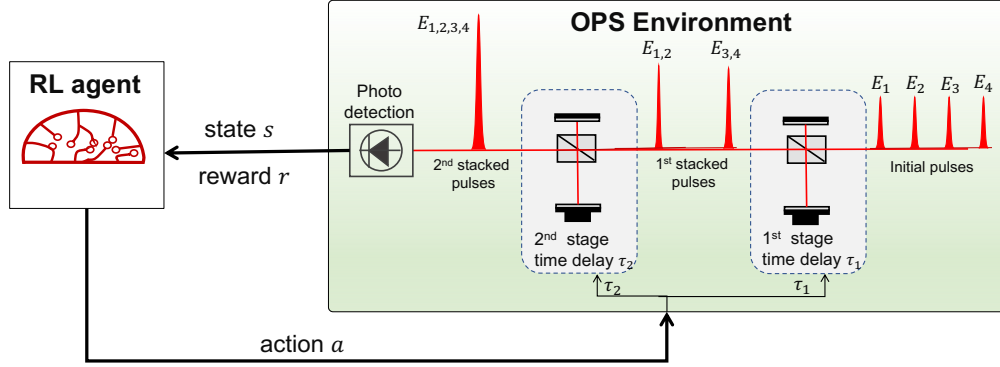 OPS Environment
RL agent
state s
reward r
action a
Photo
detection
E₁,₂,₃,₄
2ⁿᵈ stacked
pulses
2ⁿᵈ stage
time delay τ₂
τ₂
E₁,₂
E₃,₄
1ˢᵗ stacked
pulses
1ˢᵗ stage
time delay τ₁
τ₁
E₁ E₂ E₃ E₄
Initial pulses